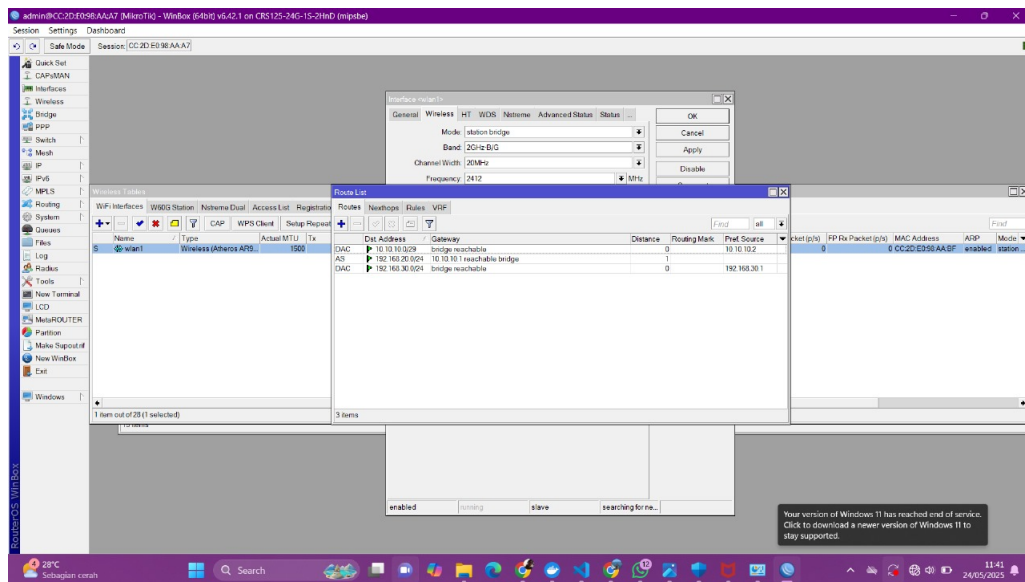 admin@CC:2D:E0:98:AA:A7 (MikroTik) - WinBox (64bit) v6.42.1 on CRS125-24G-1S-2HnD (mipsbe)
Session Settings Dashboard
Safe Mode Session: CC:2D:E0:98:AA:A7
Quick Set
CAPsMAN
Interfaces
Wireless
Bridge
PPP
Switch
Mesh
IP
IPv6
MPLS
Routing
System
Queues
Files
Log
Radius
Tools
New Terminal
LCD
MetaROUTER
Partition
Make Supout.rif
New WinBox
Exit
Windows
RouterOS WinBox
Interface <wlan1>
General Wireless HT WDS Nstreme Advanced Status Status ...
Mode: station bridge
Band: 2GHz-B/G
Channel Width: 20MHz
Frequency: 2412 MHz
OK
Cancel
Apply
Disable
enabled running slave searching for ne...
Wireless Tables
WiFi Interfaces W60G Station Nstreme Dual Access List Registratio
CAP WPS Client Setup Repeat
Name Type Actual MTU Tx
S wlan1 Wireless (Atheros AR9... 1500
1 item out of 28 (1 selected)
Find
cket (p/s) FP Rx Packet (p/s) MAC Address ARP Mode
0 0 CC:2D:E0:98:AA:BF enabled station...
Route List
Routes Nexthops Rules VRF
Find all
Dst. Address Gateway Distance Routing Mark Pref. Source
DAC 10.10.10.0/29 bridge reachable 0 10.10.10.2
AS 192.168.20.0/24 10.10.10.1 reachable bridge 1
DAC 192.168.30.0/24 bridge reachable 0 192.168.30.1
3 items
Your version of Windows 11 has reached end of service.
Click to download a newer version of Windows 11 to
stay supported.
28°C
Sebagian cerah
Search
11:41
24/05/2025